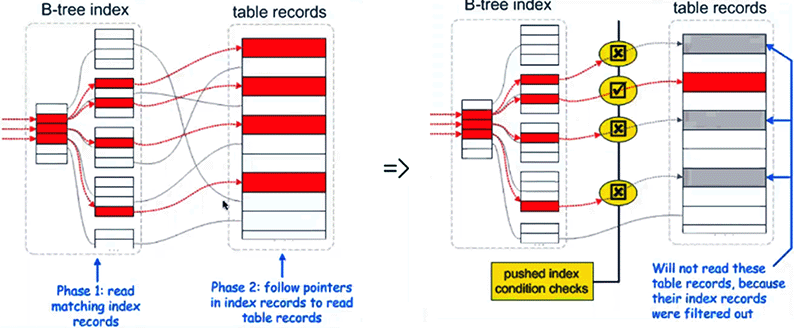 B-tree index
table records
Phase 1: read
matching index
records
Phase 2: follow pointers
in index records to read
table records
=>
B-tree index
table records
pushed index
condition checks
Will not read these
table records, because
their index records
were filtered out